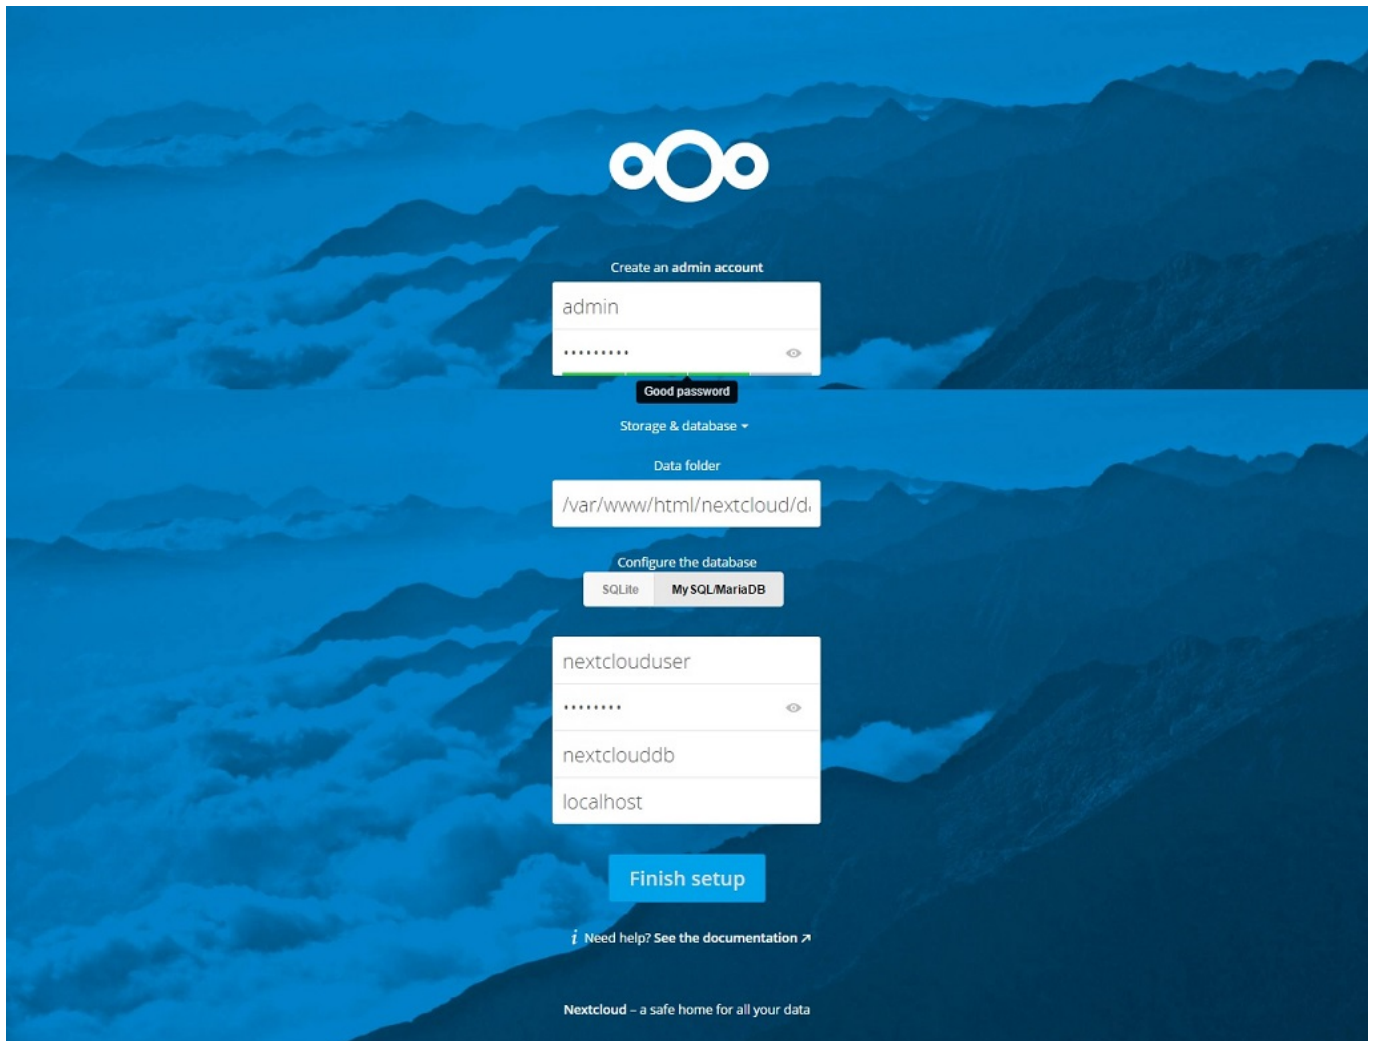 Create an admin account
admin
•••••••••
Good password
Storage & database
Data folder
/var/www/html/nextcloud/d
Configure the database
SQLite MySQL/MariaDB
nextclouduser
••••••••
nextclouddb
localhost
Finish setup
i Need help? See the documentation ↗
Nextcloud – a safe home for all your data